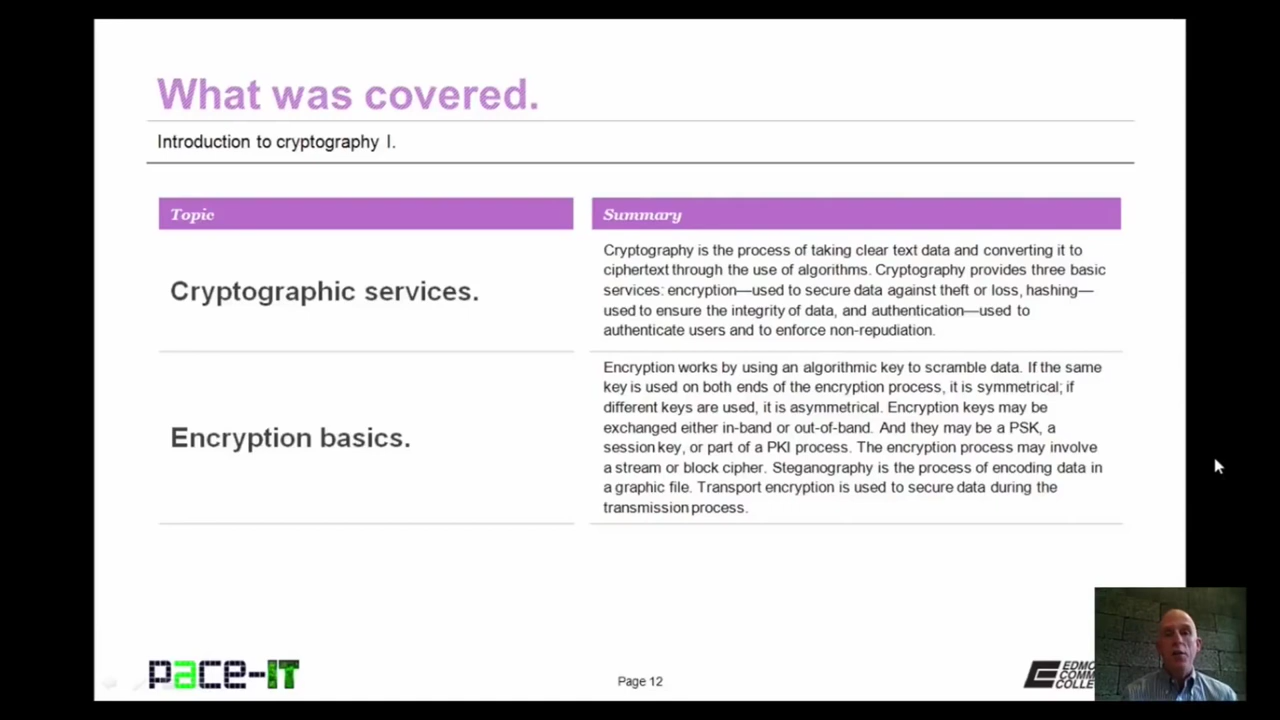 What was covered.
Introduction to cryptography I.
Topic
Summary
Cryptographic services.
Cryptography is the process of taking clear text data and converting it to
ciphertext through the use of algorithms. Cryptography provides three basic
services: encryption—used to secure data against theft or loss, hashing—
used to ensure the integrity of data, and authentication—used to
authenticate users and to enforce non-repudiation.
Encryption basics.
Encryption works by using an algorithmic key to scramble data. If the same
key is used on both ends of the encryption process, it is symmetrical; if
different keys are used, it is asymmetrical. Encryption keys may be
exchanged either in-band or out-of-band. And they may be a PSK, a
session key, or part of a PKI process. The encryption process may involve
a stream or block cipher. Steganography is the process of encoding data in
a graphic file. Transport encryption is used to secure data during the
transmission process.
pace-IT
Page 12